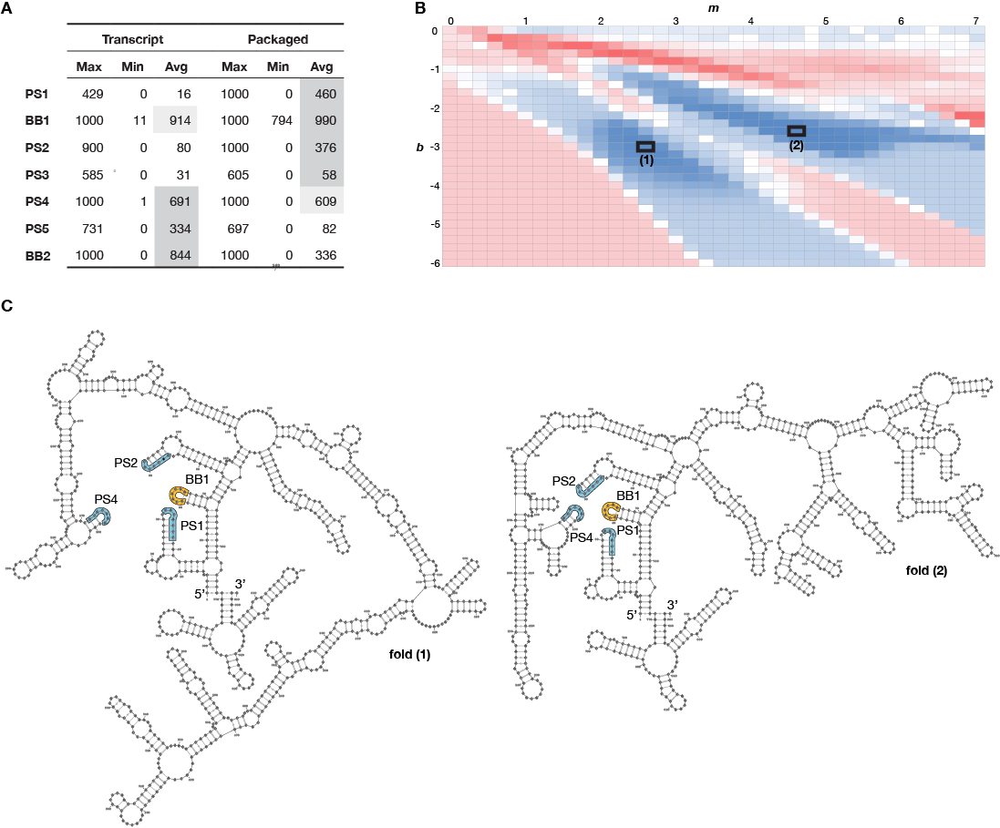 A
Transcript Packaged
Max Min Avg Max Min Avg
PS1 429 0 16 1000 0 460
BB1 1000 11 914 1000 794 990
PS2 900 0 80 1000 0 376
PS3 585 0 31 605 0 58
PS4 1000 1 691 1000 0 609
PS5 731 0 334 697 0 82
BB2 1000 0 844 1000 0 336
B
m
0 1 2 3 4 5 6 7
0
-1
-2
b -3
-4
-5
-6
(1)
(2)
C
PS2
BB1
PS4
PS1
5’ 3’
fold (1)
PS2
BB1
PS4 PS1
5’ 3’
fold (2)